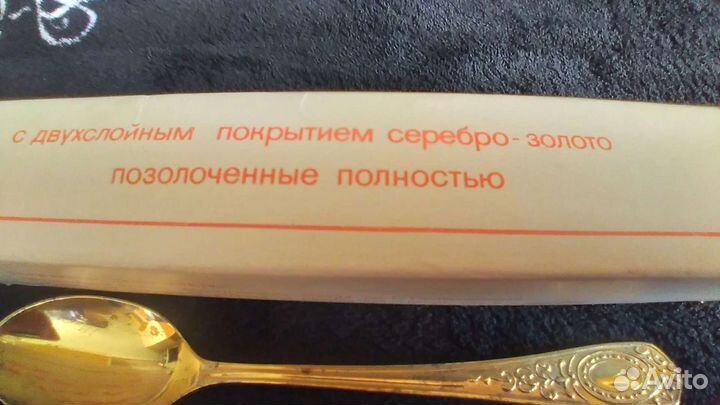 с двухслойным покрытием серебро-золото
позолоченные полностью
Avito